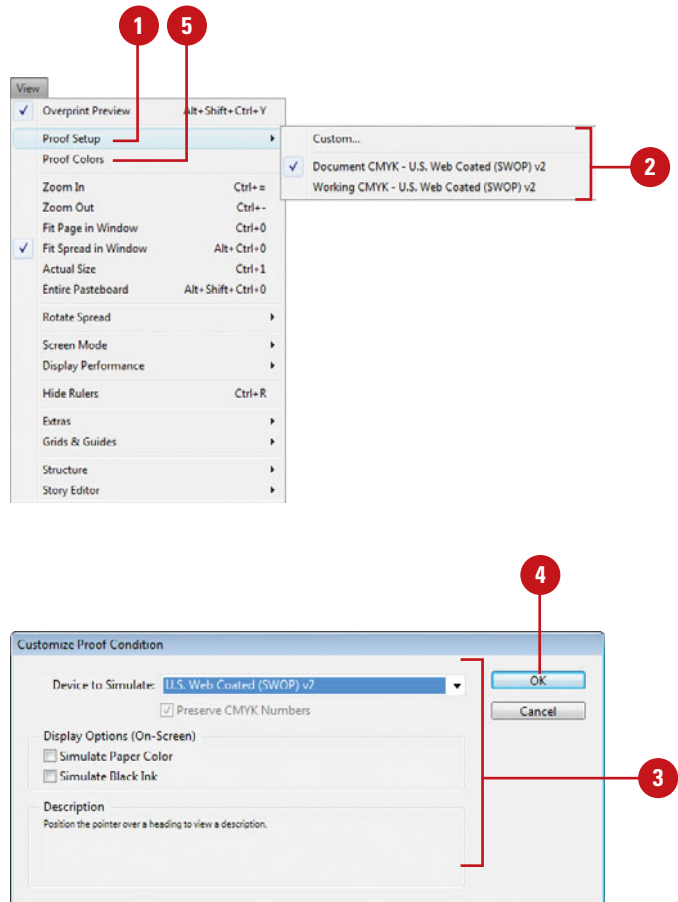 1 5
View
Overprint Preview Alt+Shift+Ctrl+Y
Proof Setup
Proof Colors
Zoom In Ctrl+=
Zoom Out Ctrl+-
Fit Page in Window Ctrl+0
Fit Spread in Window Alt+Ctrl+0
Actual Size Ctrl+1
Entire Pasteboard Alt+Shift+Ctrl+0
Rotate Spread
Screen Mode
Display Performance
Hide Rulers Ctrl+R
Extras
Grids & Guides
Structure
Story Editor
Custom...
Document CMYK - U.S. Web Coated (SWOP) v2
Working CMYK - U.S. Web Coated (SWOP) v2
2
4
Customize Proof Condition
Device to Simulate: U.S. Web Coated (SWOP) v2
Preserve CMYK Numbers
Display Options (On-Screen)
Simulate Paper Color
Simulate Black Ink
Description
Position the pointer over a heading to view a description.
OK
Cancel
3